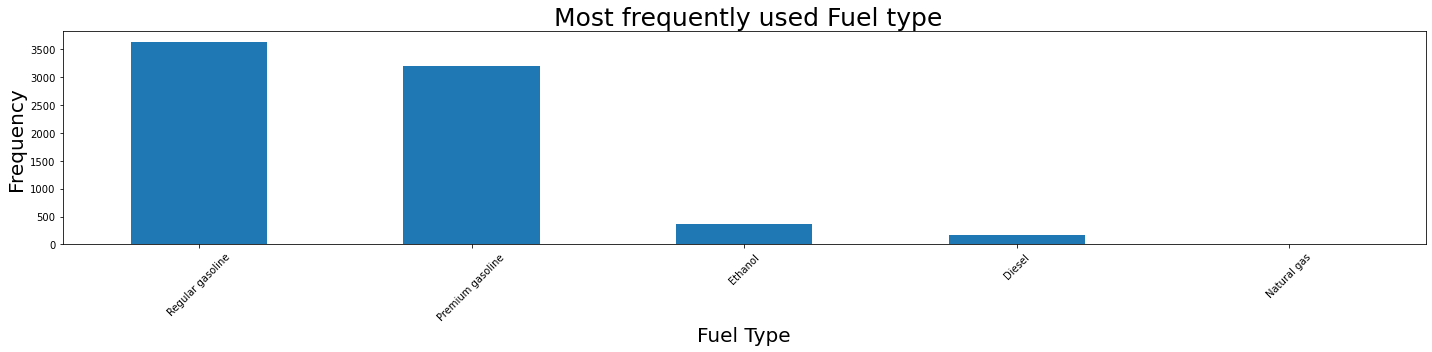 Most frequently used Fuel type
Frequency
3500
3000
2500
2000
1500
1000
500
0
Regular gasoline
Premium gasoline
Ethanol
Diesel
Natural gas
Fuel Type